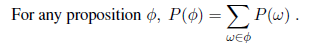 For any proposition ϕ, P(ϕ) = ∑ω∈ϕ P(ω) .